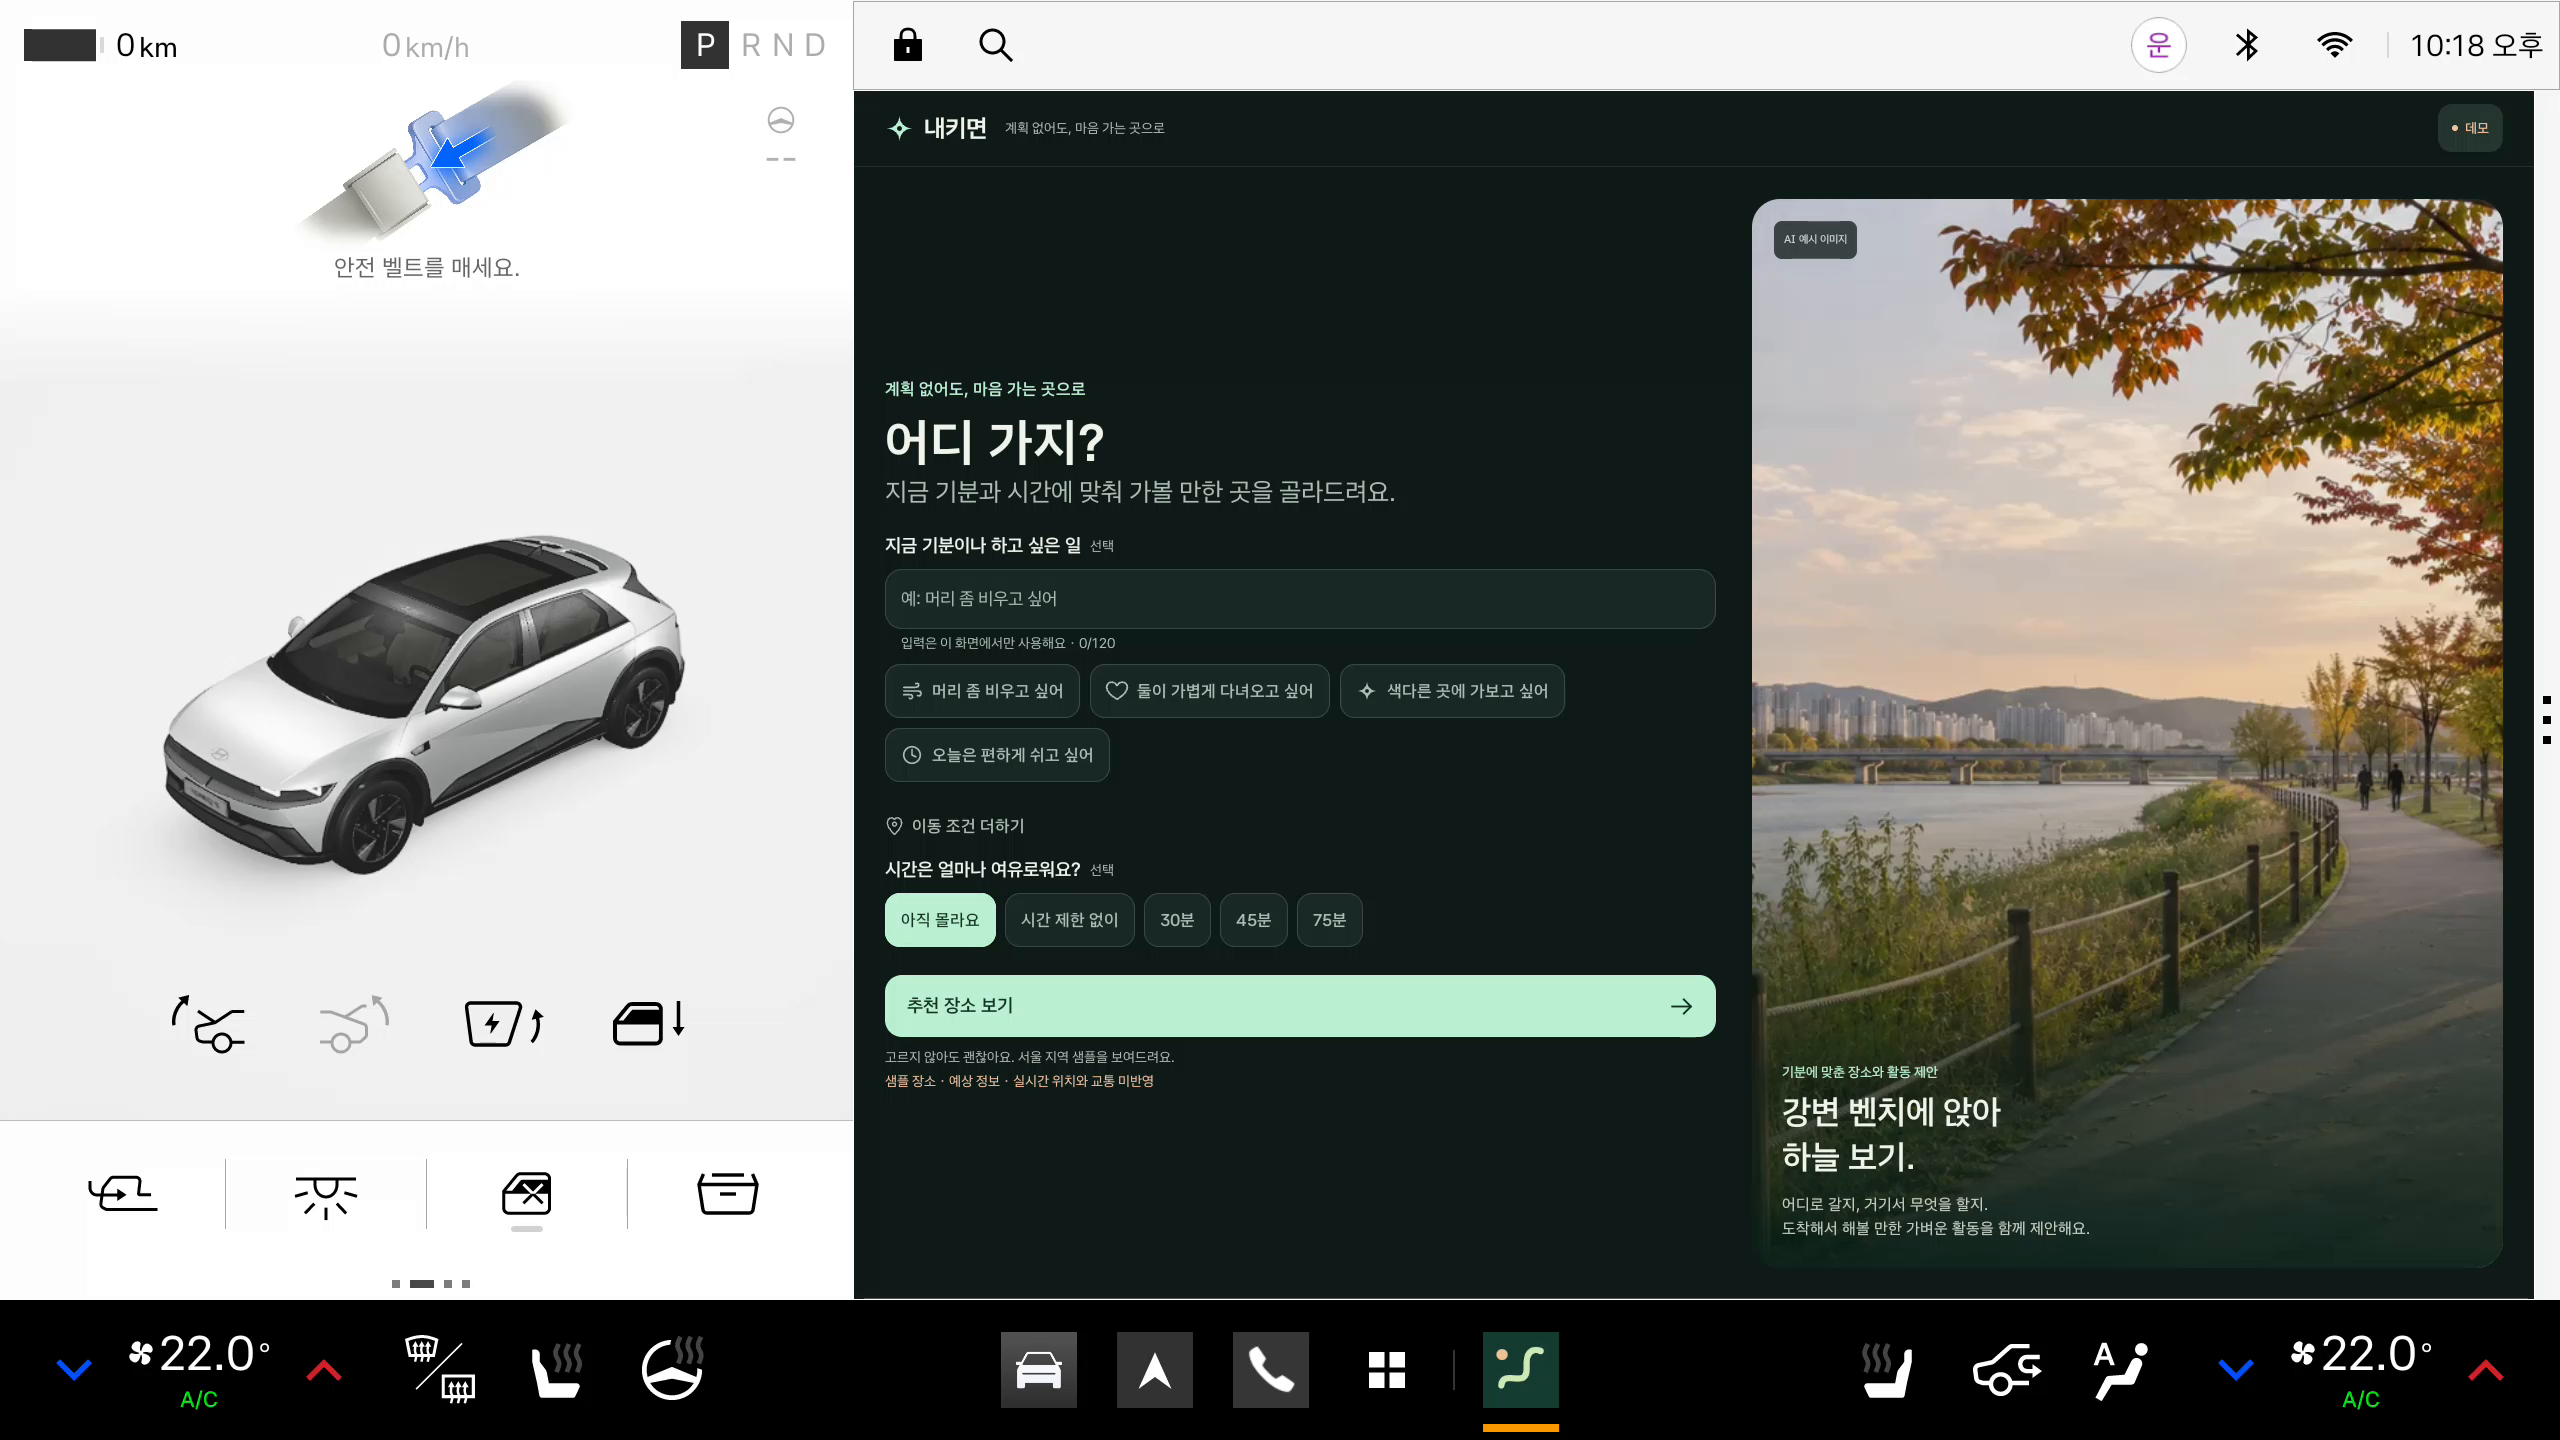 0 km
0 km/h
P R N D
10:18 오후
운
안전 벨트를 매세요.
내키면
계획 없어도, 마음 가는 곳으로
데모
AI 예시 이미지
계획 없어도, 마음 가는 곳으로
어디 가지?
지금 기분과 시간에 맞춰 가볼 만한 곳을 골라드려요.
지금 기분이나 하고 싶은 일 선택
예: 머리 좀 비우고 싶어
입력은 이 화면에서만 사용해요 · 0/120
머리 좀 비우고 싶어
둘이 가볍게 다녀오고 싶어
색다른 곳에 가보고 싶어
오늘은 편하게 쉬고 싶어
이동 조건 더하기
시간은 얼마나 여유로워요? 선택
아직 몰라요
시간 제한 없이
30분
45분
75분
추천 장소 보기
고르지 않아도 괜찮아요. 서울 지역 샘플을 보여드려요.
샘플 장소 · 예상 정보 · 실시간 위치와 교통 미반영
기분에 맞춘 장소와 활동 제안
강변 벤치에 앉아
하늘 보기.
어디로 갈지, 거기서 무엇을 할지.
도착해서 해볼 만한 가벼운 활동을 함께 제안해요.
22.0°
A/C
A
22.0°
A/C